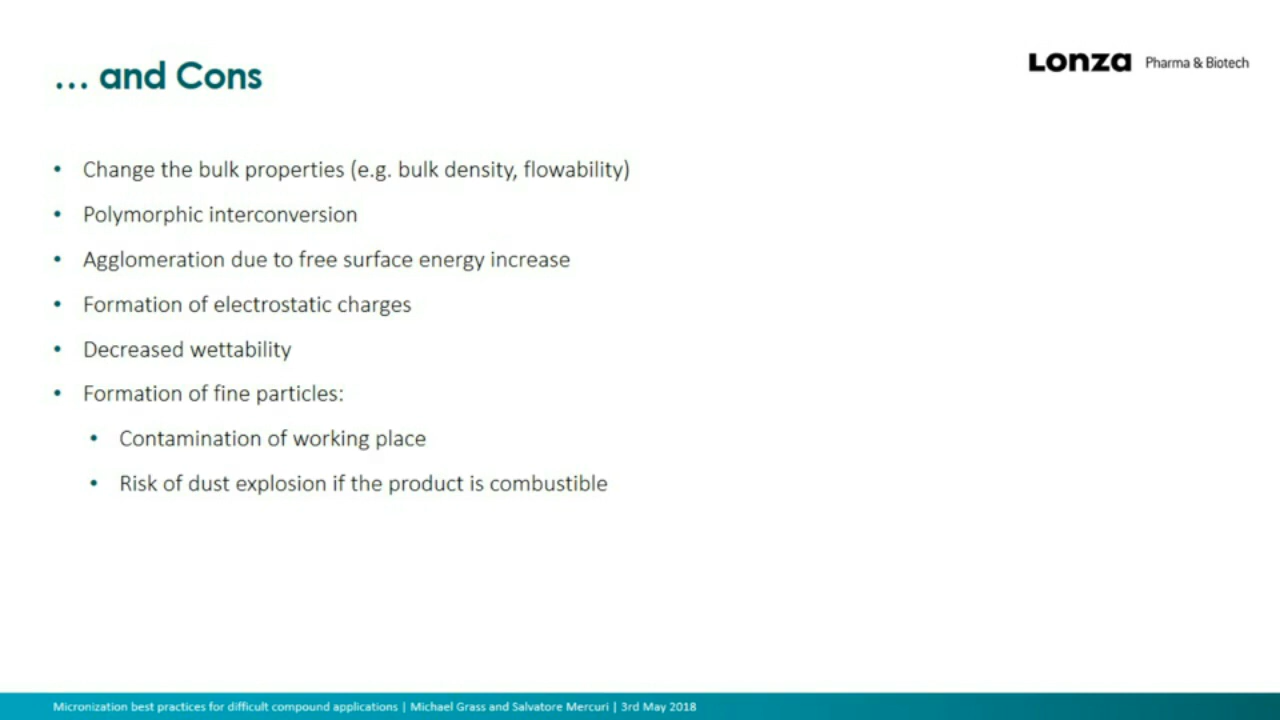 ... and Cons
Lonza Pharma & Biotech
• Change the bulk properties (e.g. bulk density, flowability)
• Polymorphic interconversion
• Agglomeration due to free surface energy increase
• Formation of electrostatic charges
• Decreased wettability
• Formation of fine particles:
• Contamination of working place
• Risk of dust explosion if the product is combustible
Micronization best practices for difficult compound applications | Michael Grass and Salvatore Mercuri | 3rd May 2018